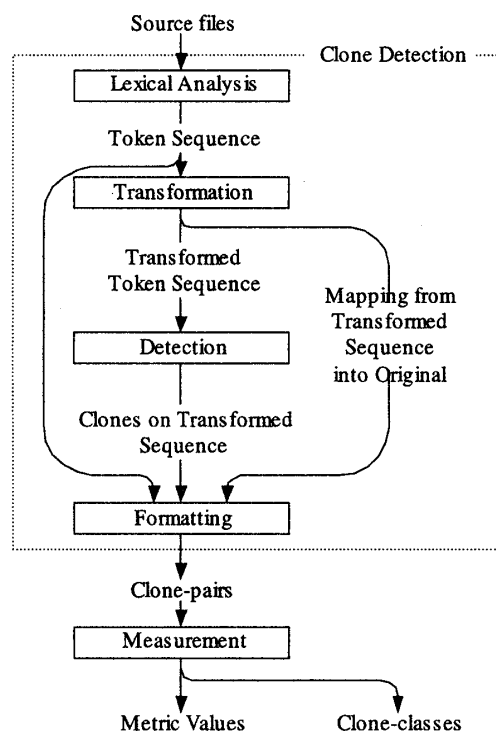 Source files
Clone Detection
Lexical Analysis
Token Sequence
Transformation
Transformed
Token Sequence
Mapping from
Transformed
Sequence
into Original
Detection
Clones on Transformed
Sequence
Formatting
Clone-pairs
Measurement
Metric Values
Clone-classes